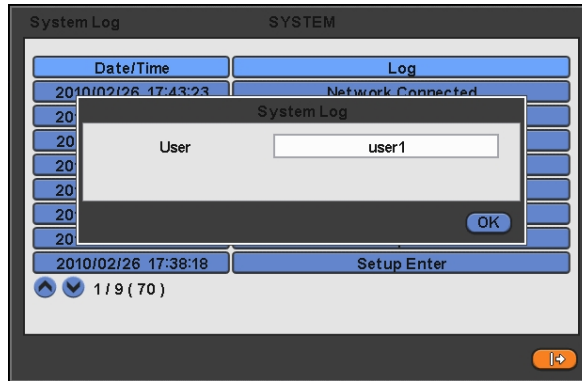 System Log SYSTEM
Date/Time Log
2010/02/26 17:43:23 Network Connected
System Log
User user1
OK
2010/02/26 17:38:18 Setup Enter
1 / 9 ( 70 )